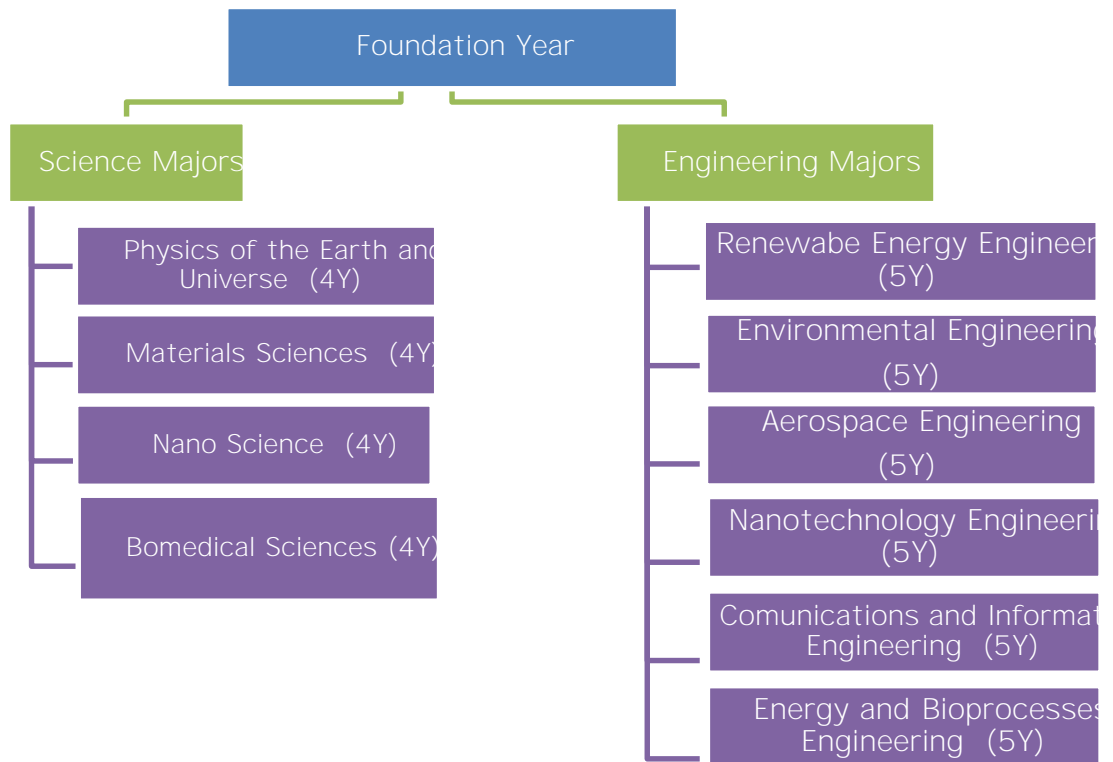 Foundation Year
Science Majors
Physics of the Earth and
Universe (4Y)
Materials Sciences (4Y)
Nano Science (4Y)
Bomedical Sciences (4Y)
Engineering Majors
Renewabe Energy Engineer
(5Y)
Environmental Engineering
(5Y)
Aerospace Engineering
(5Y)
Nanotechnology Engineeri
(5Y)
Comunications and Informat
Engineering (5Y)
Energy and Bioprocesses
Engineering (5Y)